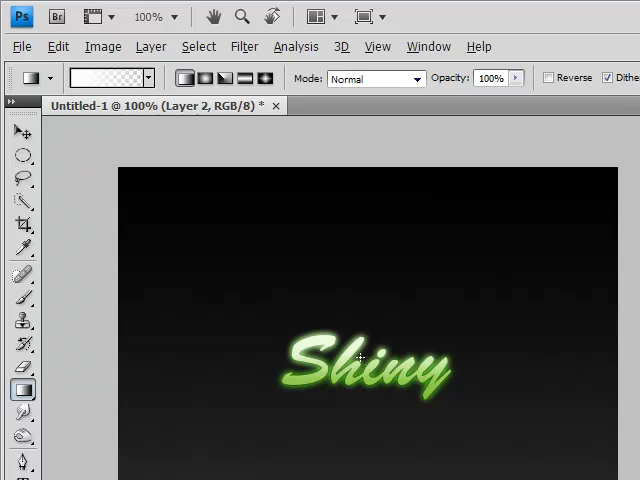 Ps Br 100%
File Edit Image Layer Select Filter Analysis 3D View Window Help
Mode: Normal Opacity: 100% Reverse Dithe
Untitled-1 @ 100% (Layer 2, RGB/8) *
Shiny